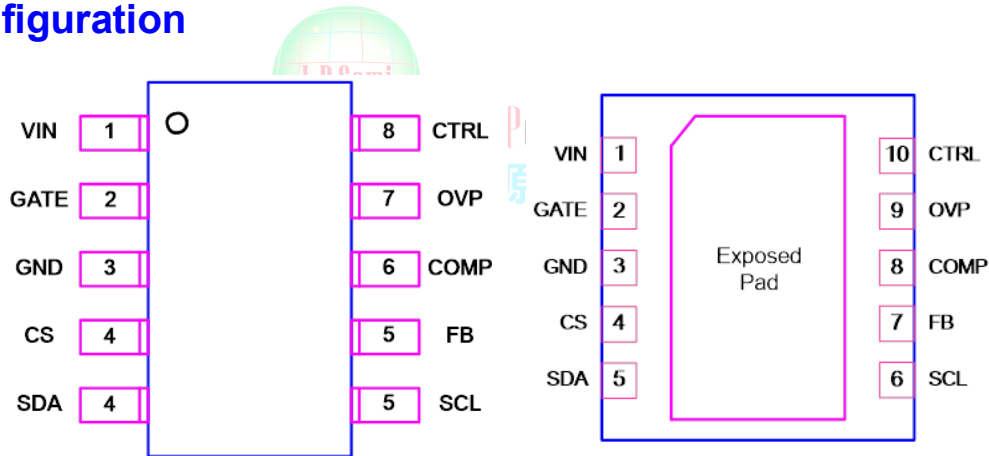 figuration
VIN 1 8 CTRL
GATE 2 7 OVP
GND 3 6 COMP
CS 4 5 FB
SDA 4 5 SCL
VIN 1 10 CTRL
GATE 2 9 OVP
GND 3 8 COMP
CS 4 7 FB
SDA 5 6 SCL
Exposed
Pad